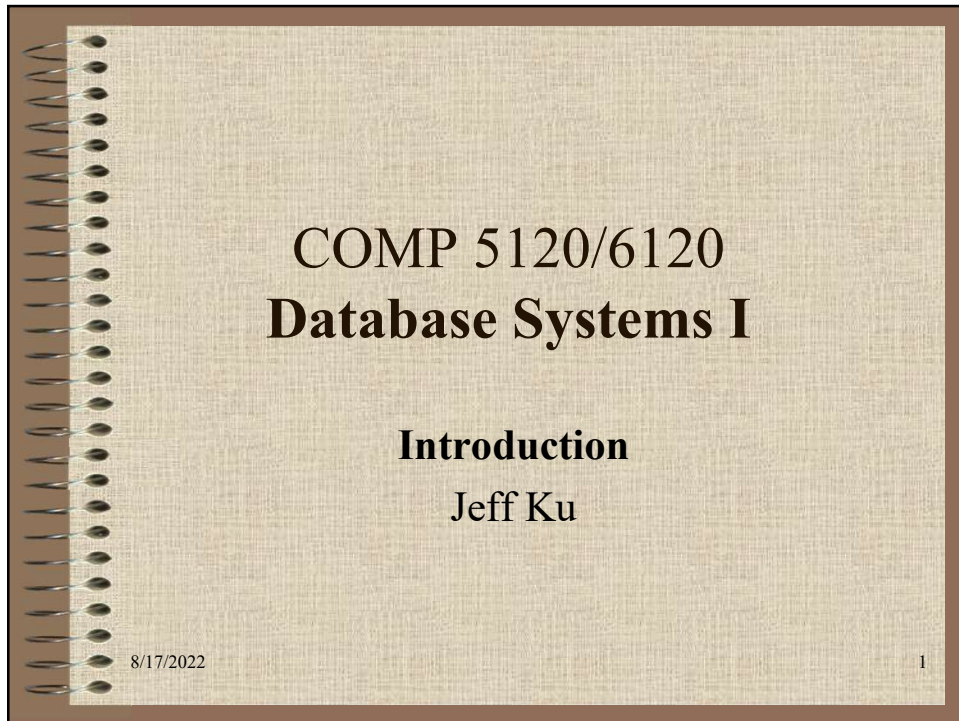 COMP 5120/6120
Database Systems I
Introduction
Jeff Ku
8/17/2022
1